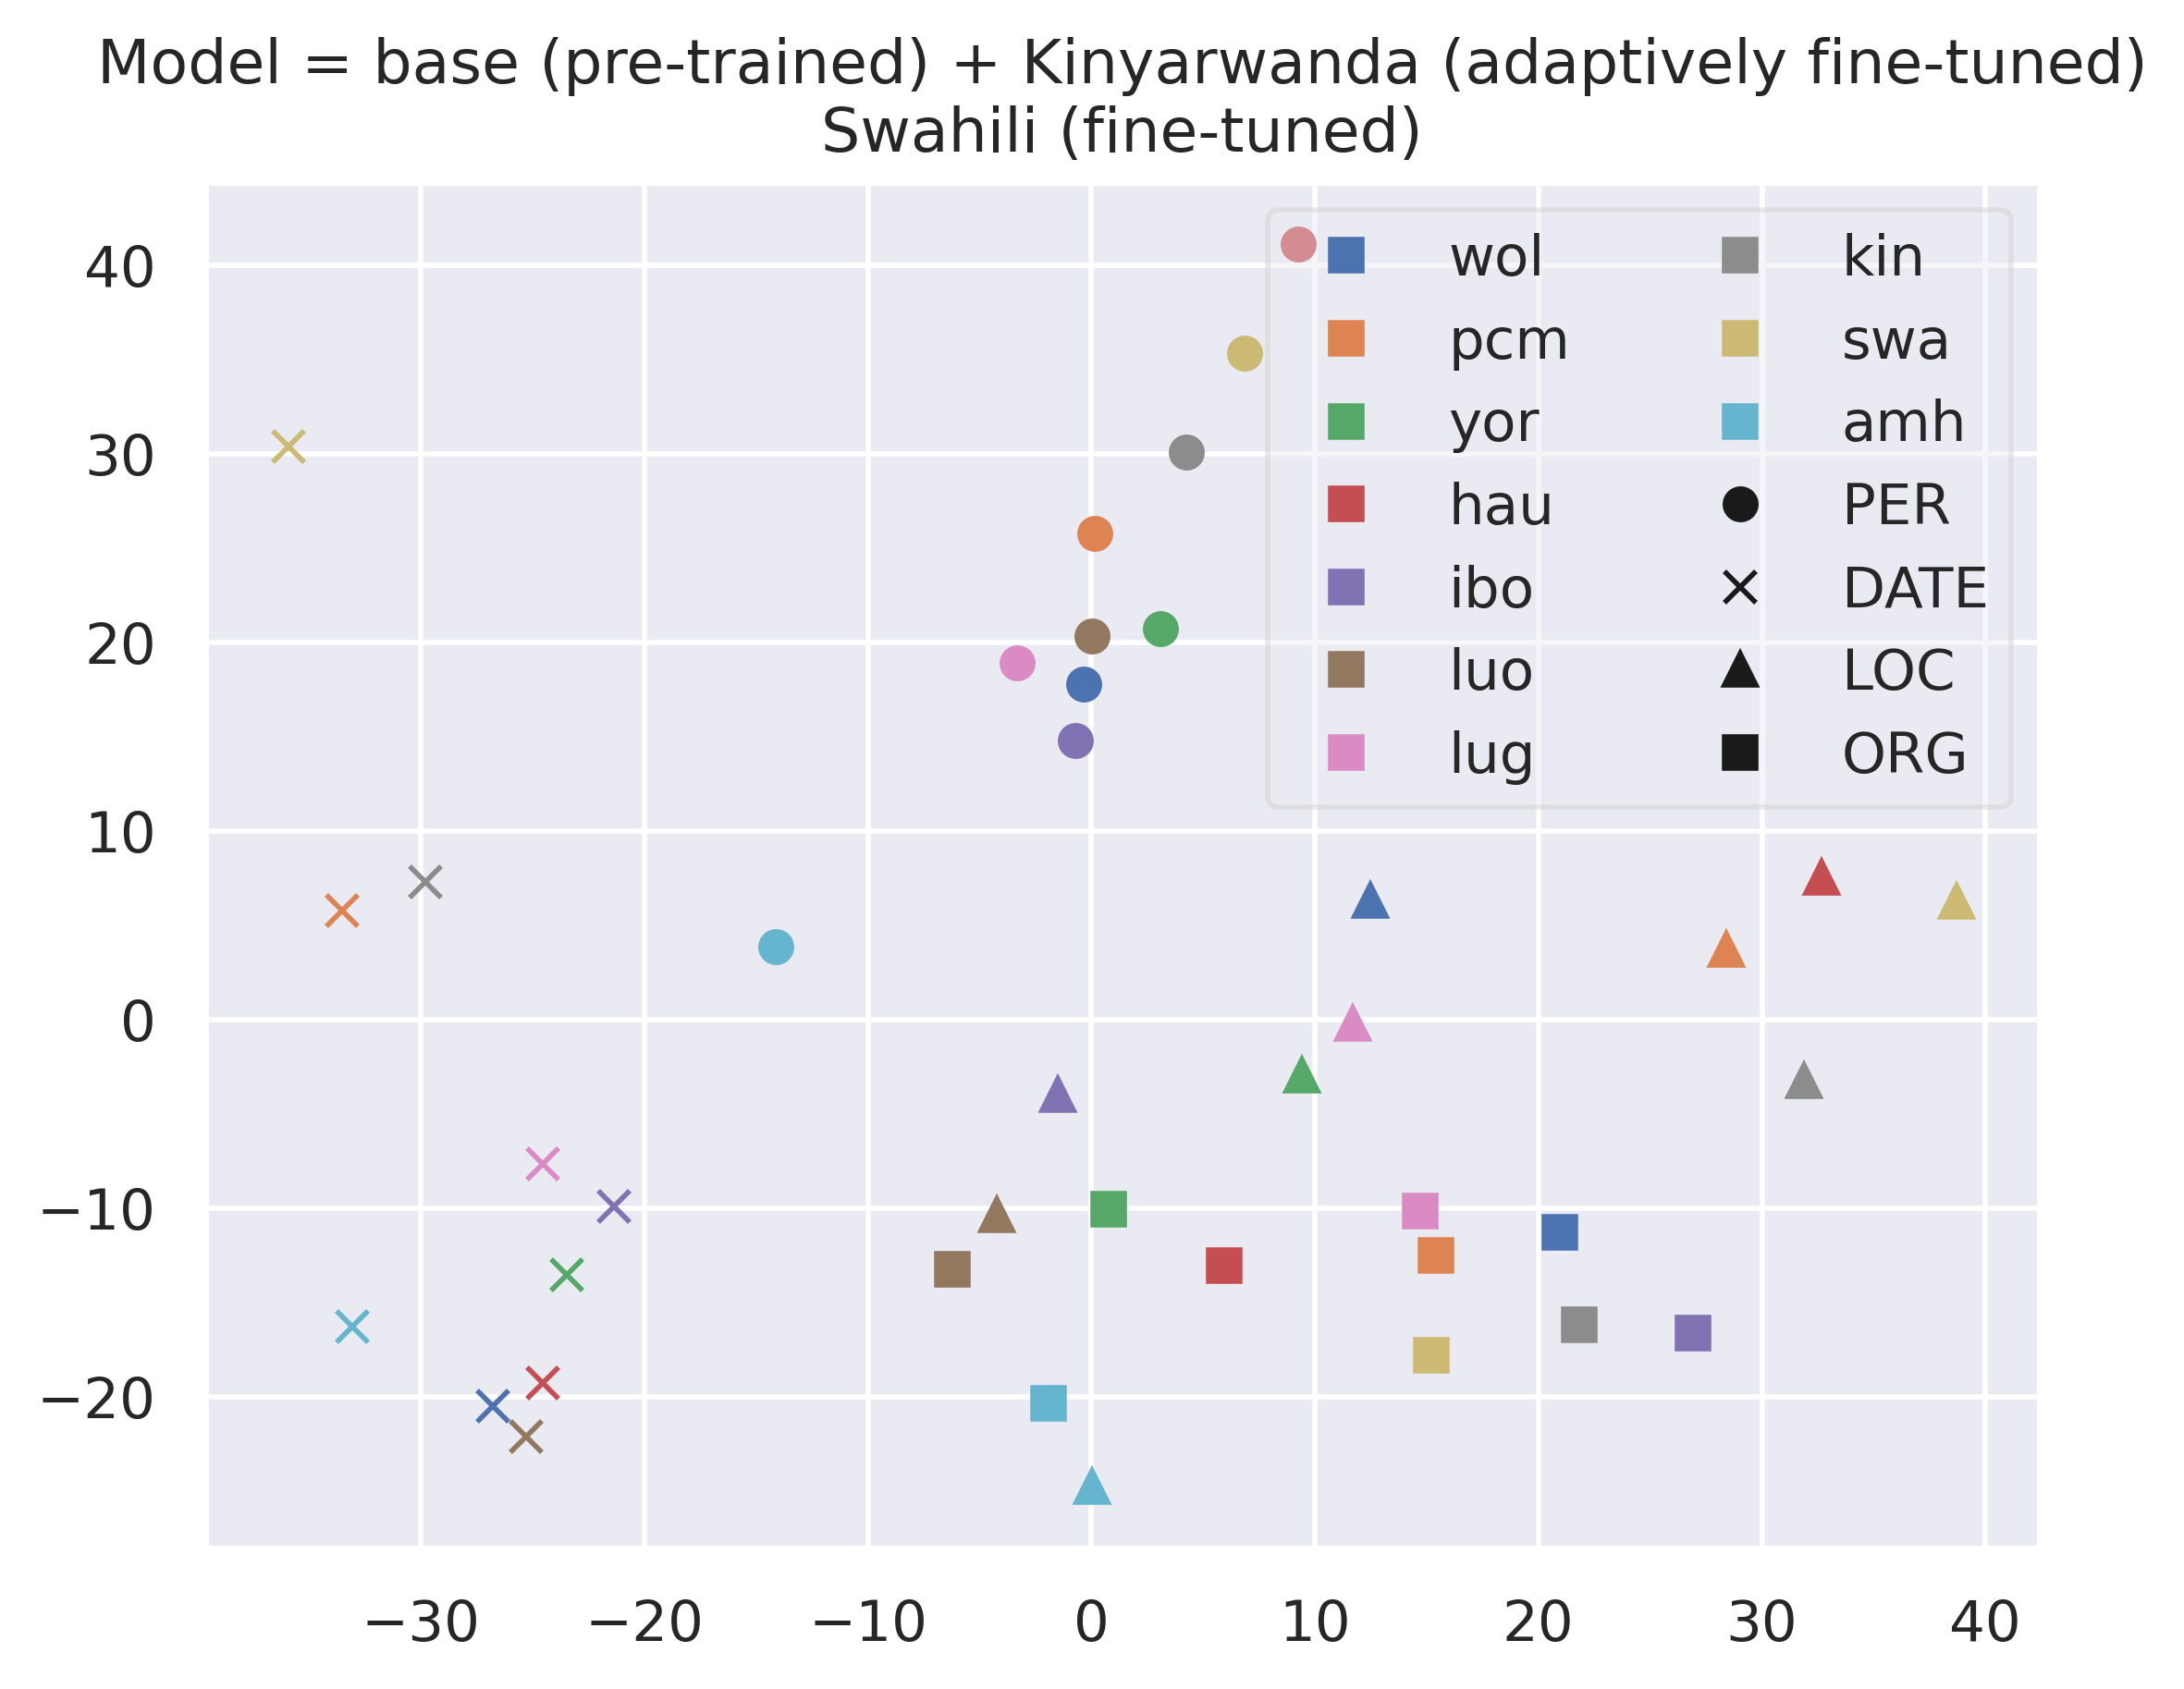 Model = base (pre-trained) + Kinyarwanda (adaptively fine-tuned)
Swahili (fine-tuned)
wol
pcm
yor
hau
ibo
luo
lug
kin
swa
amh
PER
DATE
LOC
ORG
40
30
20
10
0
−10
−20
−30
−20
−10
0
10
20
30
40